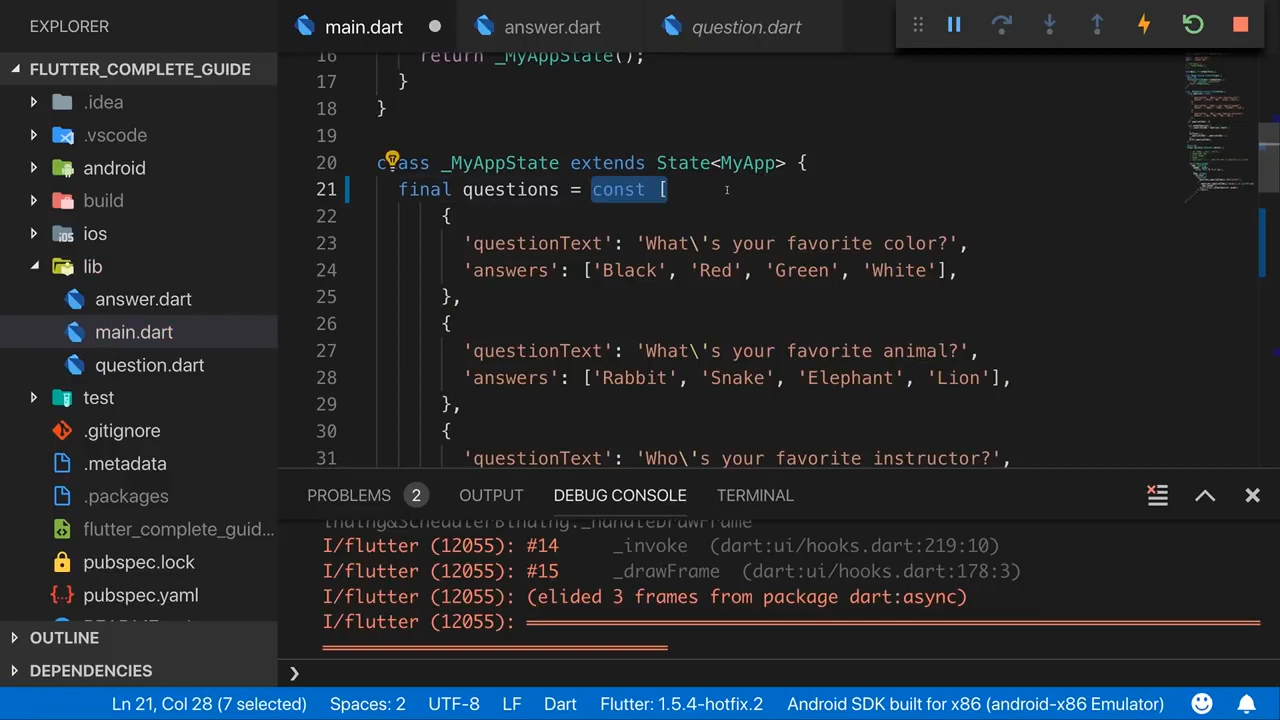 EXPLORER
main.dart
answer.dart
question.dart
FLUTTER_COMPLETE_GUIDE
.idea
.vscode
android
build
ios
lib
answer.dart
main.dart
question.dart
test
.gitignore
.metadata
.packages
flutter_complete_guid...
pubspec.lock
pubspec.yaml
OUTLINE
DEPENDENCIES
16 return _MyAppState();
17 }
18 }
19
20 class _MyAppState extends State<MyApp> {
21 final questions = const [
22 {
23 'questionText': 'What\'s your favorite color?',
24 'answers': ['Black', 'Red', 'Green', 'White'],
25 },
26 {
27 'questionText': 'What\'s your favorite animal?',
28 'answers': ['Rabbit', 'Snake', 'Elephant', 'Lion'],
29 },
30 {
31 'questionText': 'Who\'s your favorite instructor?',
PROBLEMS 2 OUTPUT DEBUG CONSOLE TERMINAL
I/flutter (12055): #14 _invoke (dart:ui/hooks.dart:219:10)
I/flutter (12055): #15 _drawFrame (dart:ui/hooks.dart:178:3)
I/flutter (12055): (elided 3 frames from package dart:async)
I/flutter (12055): ════════════════════════════════
Ln 21, Col 28 (7 selected) Spaces: 2 UTF-8 LF Dart Flutter: 1.5.4-hotfix.2 Android SDK built for x86 (android-x86 Emulator)